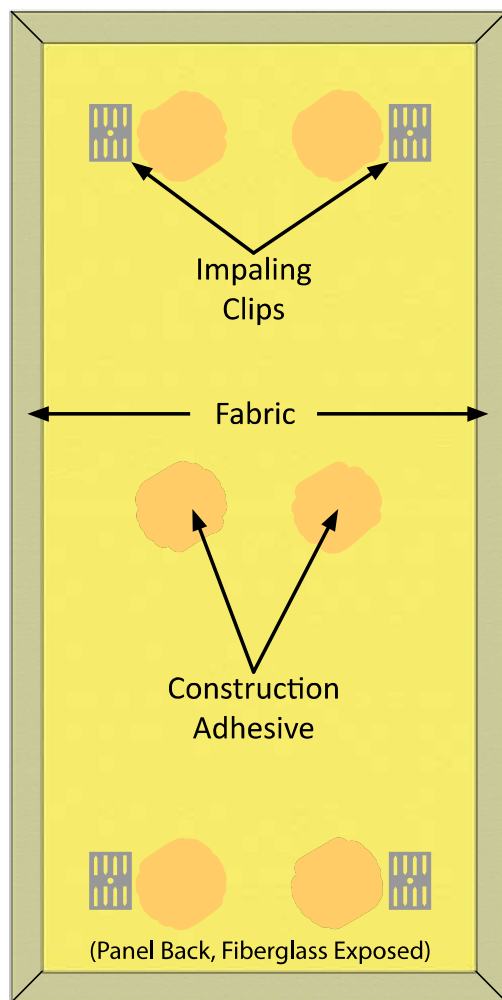 Impaling
Clips
Fabric
Construction
Adhesive
(Panel Back, Fiberglass Exposed)